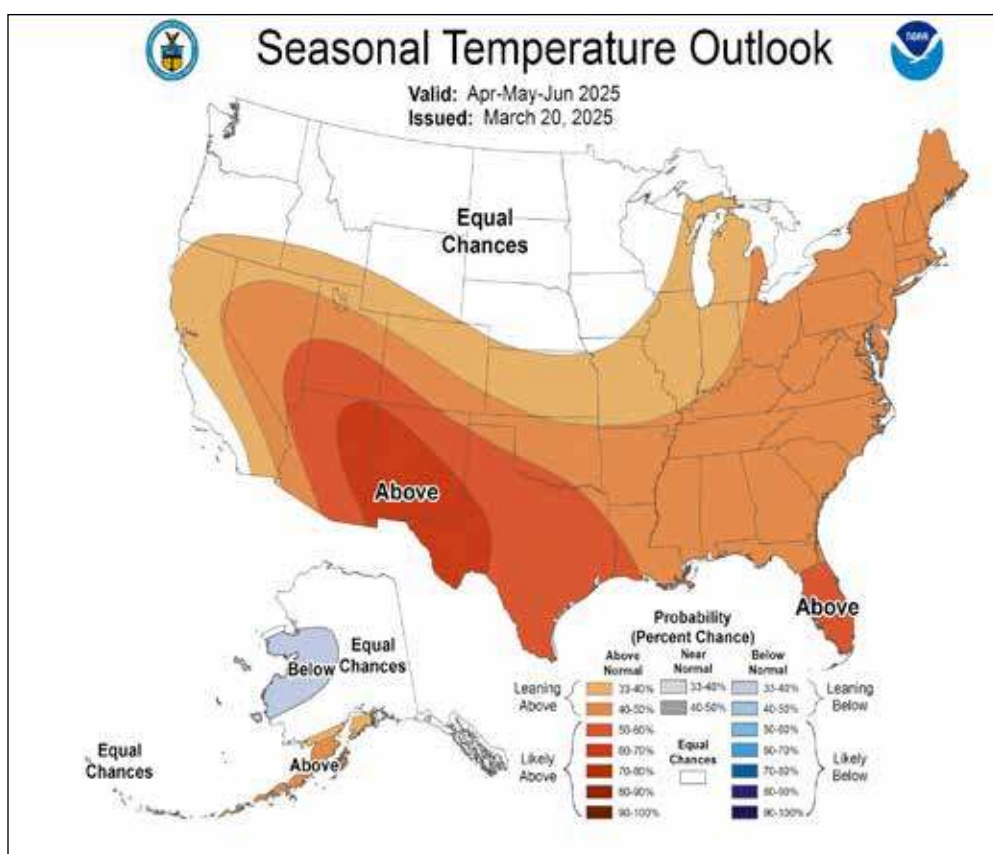 Seasonal Temperature Outlook
NOAA
Valid: Apr-May-Jun 2025
Issued: March 20, 2025
Equal
Chances
Above
Above
Below
Equal
Chances
Above
Equal
Chances
Probability
(Percent Chance)
Above
Normal
Near
Normal
Below
Normal
Leaning
Above
33-40%
33-40%
33-40%
Leaning
Below
40-50%
40-50%
40-50%
Likely
Above
50-60%
50-60%
Likely
Below
60-70%
Equal
Chances
60-70%
70-80%
70-80%
80-90%
80-90%
90-100%
90-100%